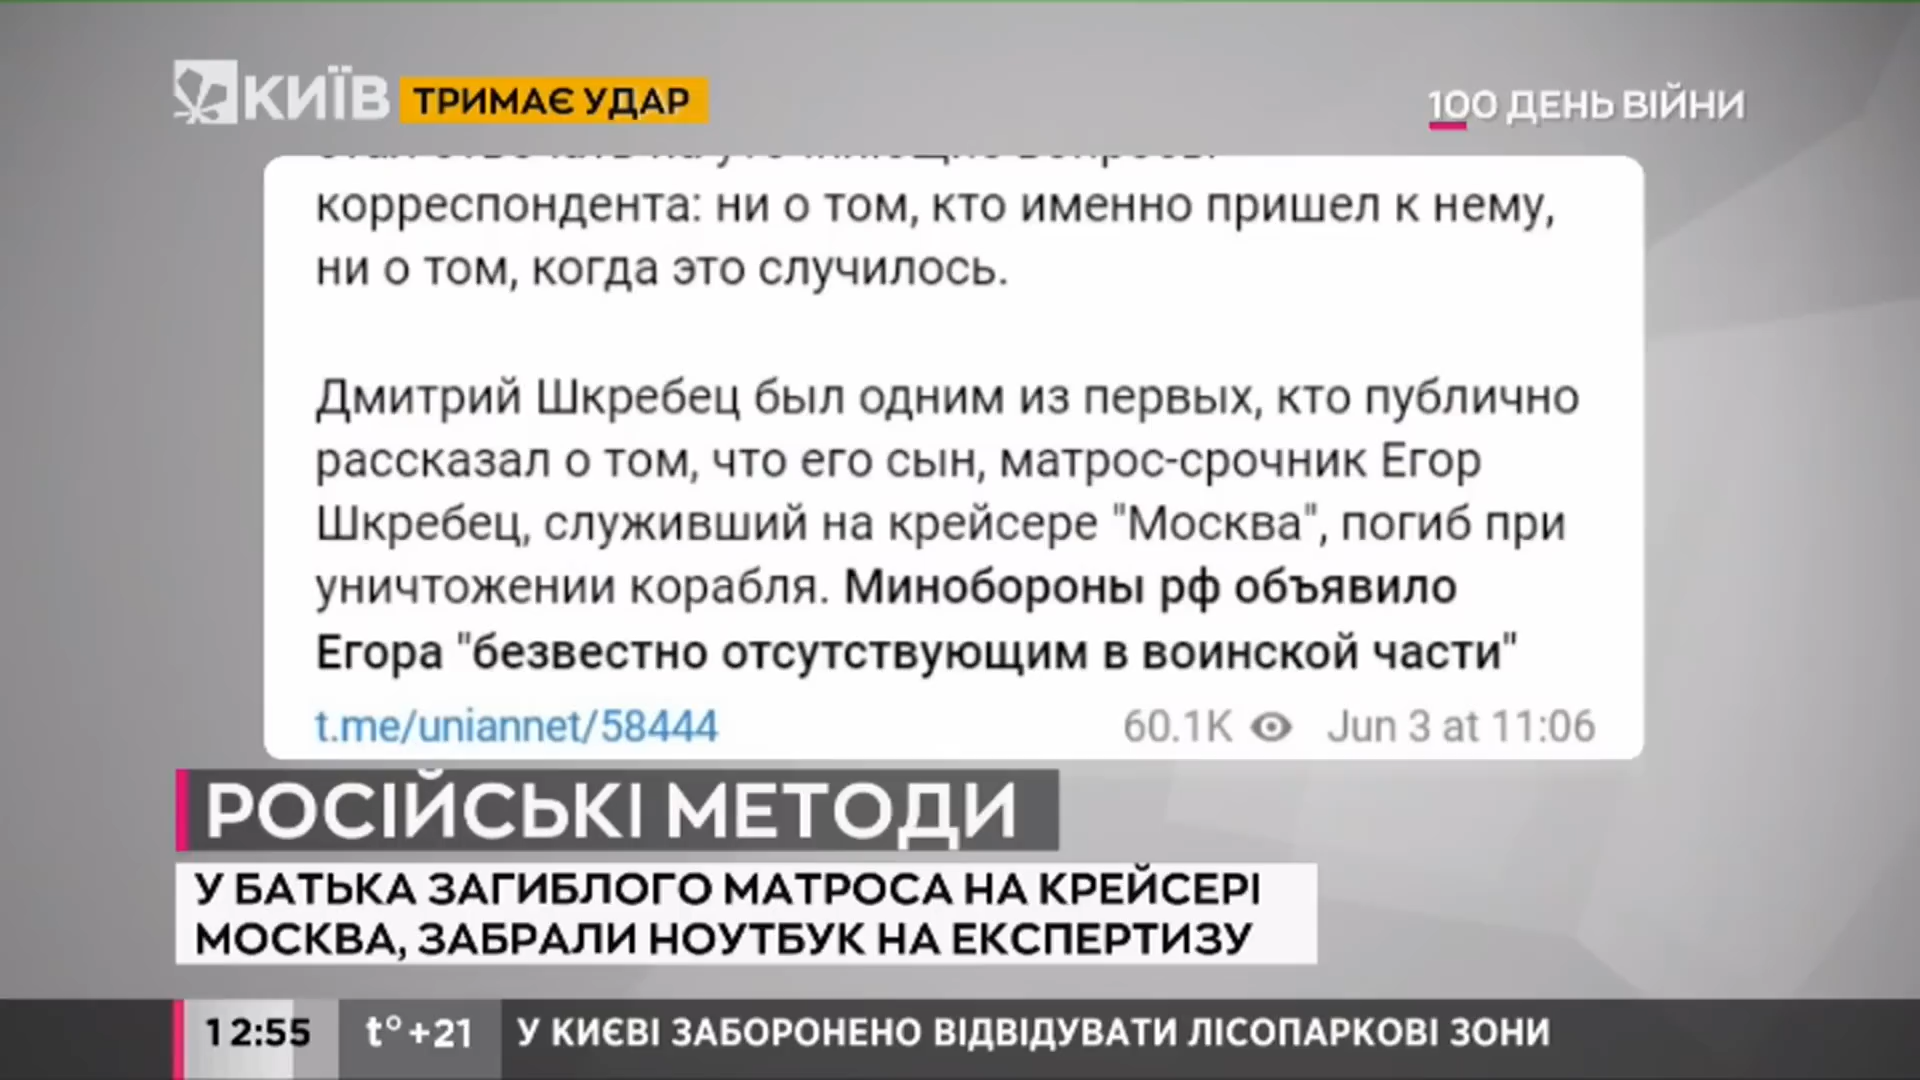 КИЇВ ТРИМАЄ УДАР
100 ДЕНЬ ВІЙНИ
корреспондента: ни о том, кто именно пришел к нему,
ни о том, когда это случилось.
Дмитрий Шкребец был одним из первых, кто публично
рассказал о том, что его сын, матрос-срочник Егор
Шкребец, служивший на крейсере "Москва", погиб при
уничтожении корабля. Минобороны рф объявило
Егора "безвестно отсутствующим в воинской части"
t.me/uniannet/58444 60.1K Jun 3 at 11:06
РОСІЙСЬКІ МЕТОДИ
У БАТЬКА ЗАГИБЛОГО МАТРОСА НА КРЕЙСЕРІ
МОСКВА, ЗАБРАЛИ НОУТБУК НА ЕКСПЕРТИЗУ
12:55 t° +21 У КИЄВІ ЗАБОРОНЕНО ВІДВІДУВАТИ ЛІСОПАРКОВІ ЗОНИ